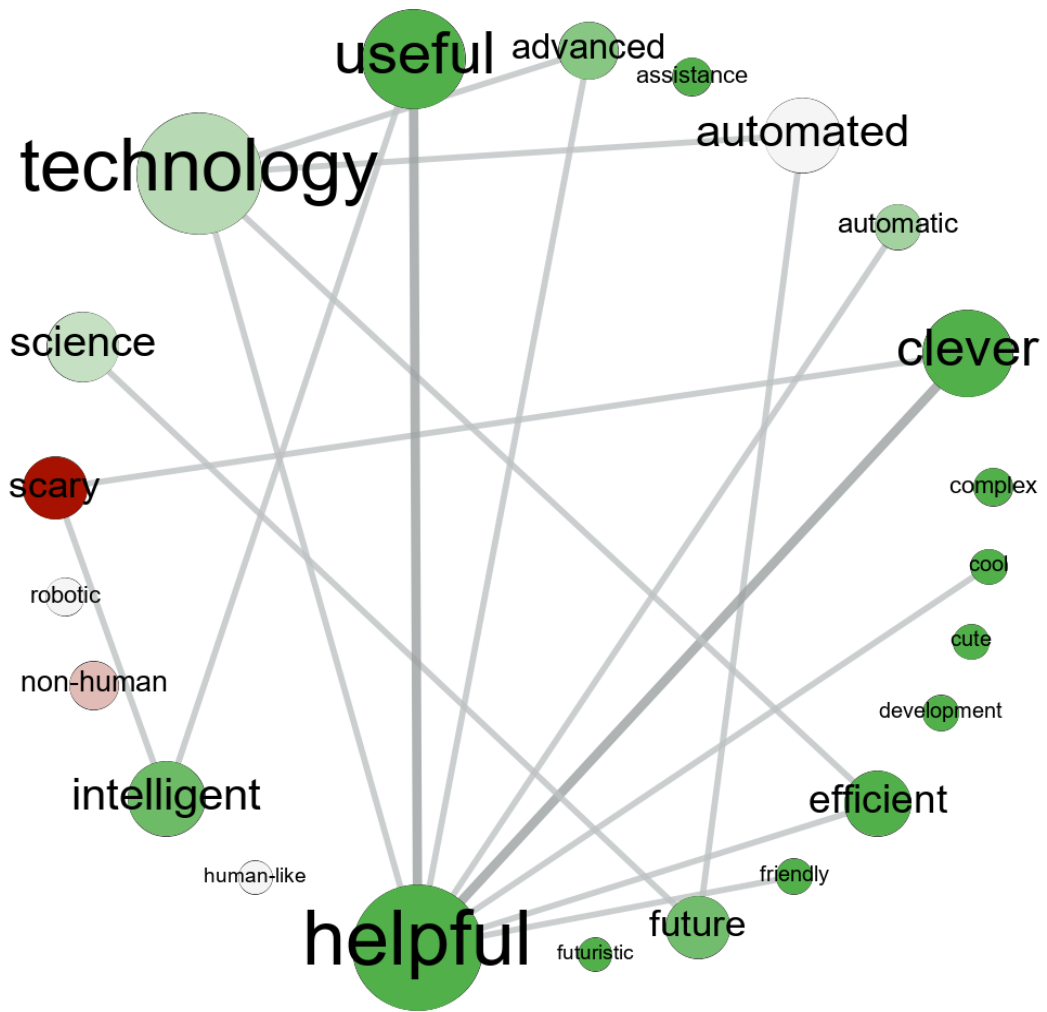 useful
advanced
assistance
automated
technology
automatic
science
clever
scary
complex
cool
robotic
cute
non-human
development
intelligent
efficient
human-like
friendly
helpful
future
futuristic